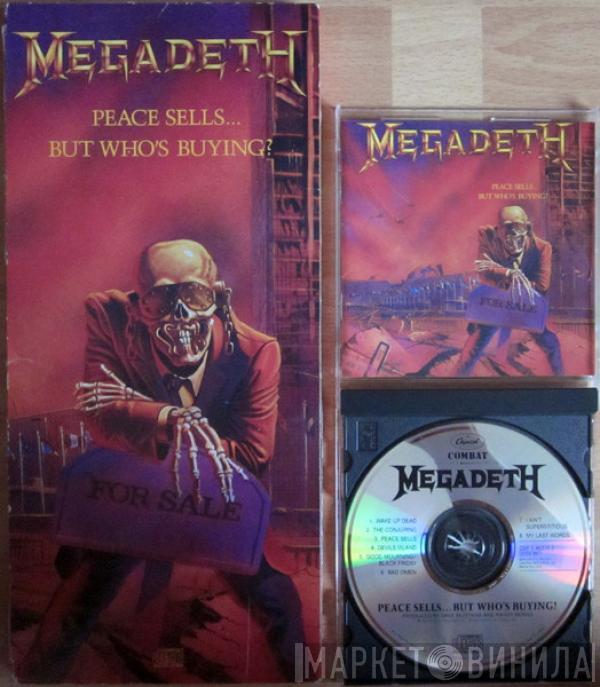 MEGADETH
PEACE SELLS...
BUT WHO'S BUYING?
FOR SALE
MEGADETH
PEACE SELLS...
BUT WHO'S BUYING?
FOR SALE
Capitol
COMBAT
MEGADETH
1. WAKE UP DEAD
2. THE CONJURING
3. PEACE SELLS
4. DEVILS ISLAND
5. GOOD MOURNING/
BLACK FRIDAY
6. BAD OMEN
7. I AIN'T
SUPERSTITIOUS
8. MY LAST WORDS
PEACE SELLS...BUT WHO'S BUYING?
МАРКЕТ ВИНИЛА